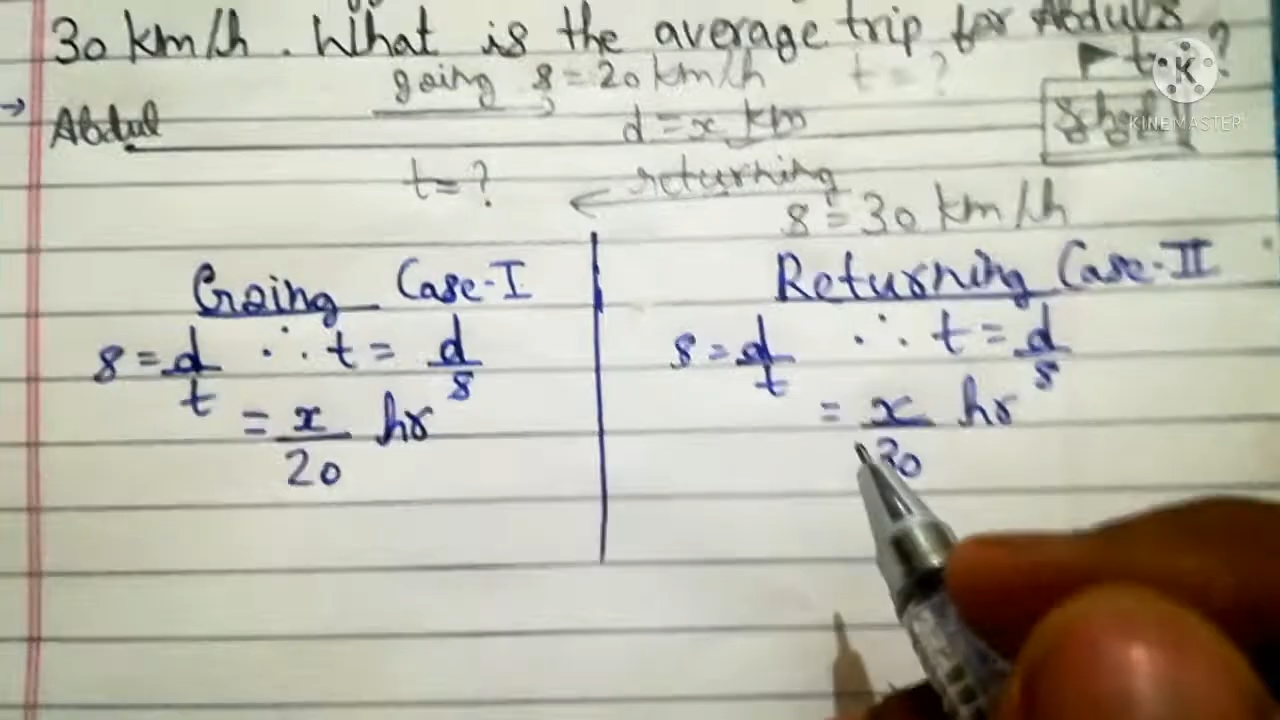 30 km/h. What is the average trip for Abdul's
going s = 20 km/h t = ? t = ?
→ Abdul d = x km School
KINEMASTER
t = ? ← returning
s = 30 km/h
Going Case-I Returning Case-II
s = d/t ∴ t = d/s s = d/t ∴ t = d/s
= x/20 hr = x/30 hr